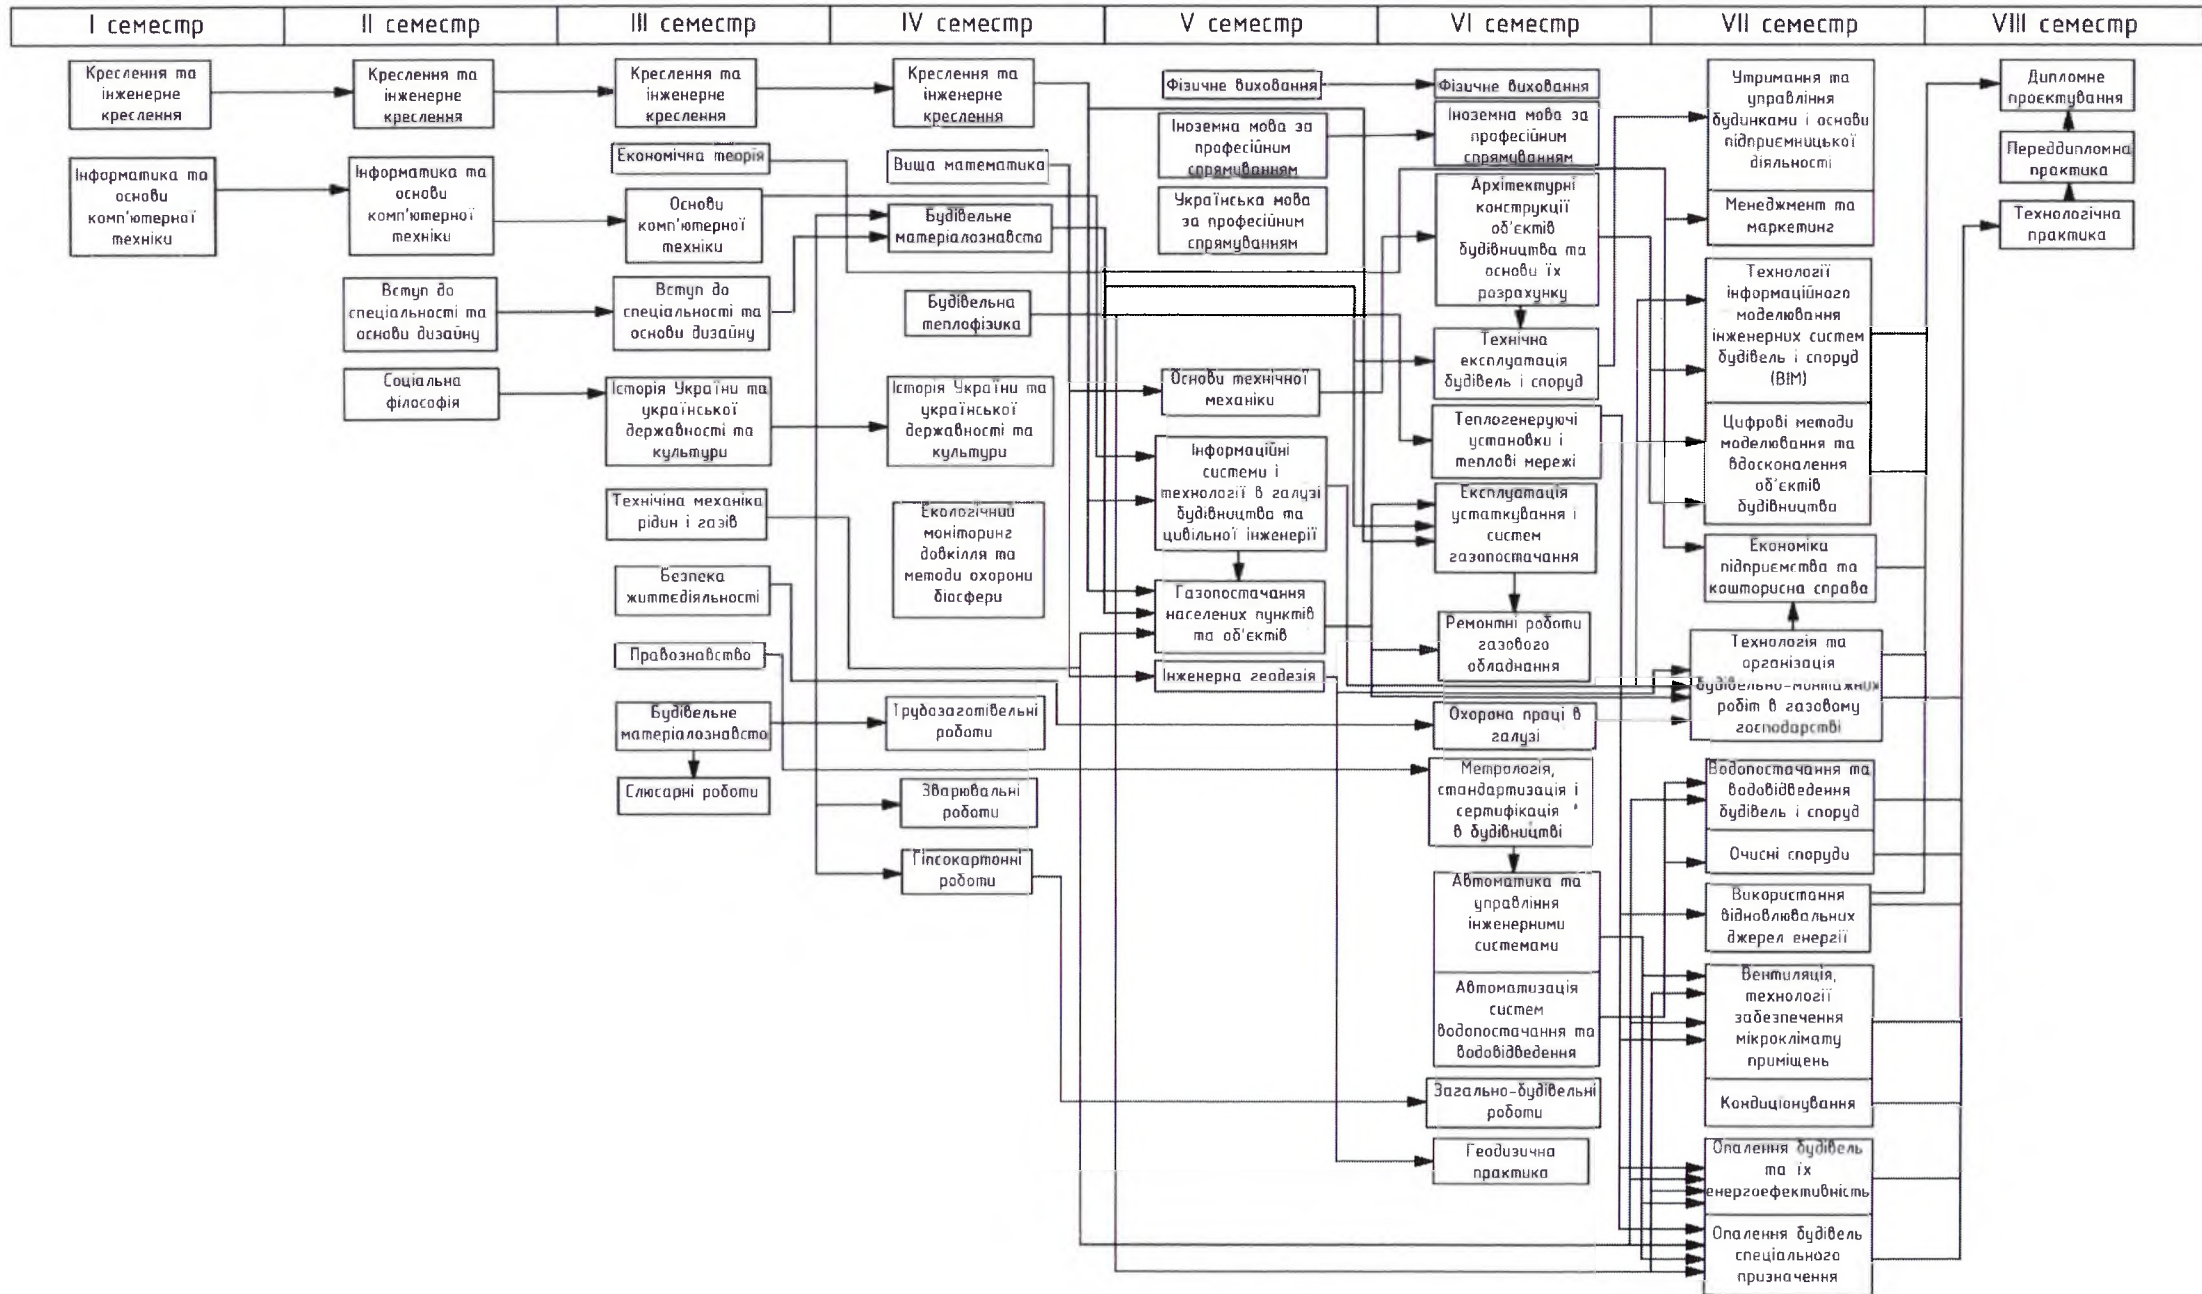 I семестр
II семестр
III семестр
IV семестр
V семестр
VI семестр
VII семестр
VIII семестр
Креслення та
інженерне
креслення
Інформатика та
основи
комп'ютерної
техніки
Креслення та
інженерне
креслення
Інформатика та
основи
комп'ютерної
техніки
Вступ до
спеціальності та
основи дизайну
Соціальна
філософія
Креслення та
інженерне
креслення
Економічна теорія
Основи
комп'ютерної
техніки
Вступ до
спеціальності та
основи дизайну
Історія України та
української
державності та
культури
Технічіна механіка
рідин і газів
Безпека
життєдіяльності
Правознавство
Будівельне
матеріалознавсто
Слюсарні роботи
Креслення та
інженерне
креслення
Вища математика
Будівельне
матеріалознавсто
Будівельна
теплофізика
Історія України та
української
державності та
культури
Екологічний
моніторинг
довкілля та
методи охорони
біосфери
Трубозаготівельні
роботи
Зварювальні
роботи
Гіпсокартонні
роботи
Фізичне виховання
Іноземна мова за
професійним
спрямуванням
Українська мова
за професійним
спрямуванням
Основи технічної
механіки
Інформаційні
системи і
технології в галузі
будівництва та
цивільної інженерії
Газопостачання
населених пунктів
та об'єктів
Інженерна геодезія
Фізичне виховання
Іноземна мова за
професійним
спрямуванням
Архітектурні
конструкції
об'єктів
будівництва та
основи їх
розрахунку
Технічна
експлуатація
будівель і споруд
Теплогенеруючі
установки і
теплові мережі
Експлуатація
устаткування і
систем
газопостачання
Ремонтні роботи
газового
обладнання
Охорона праці в
галузі
Метрологія,
стандартизація і
сертифікація
в будівництві
Автоматика та
управління
інженерними
системами
Автоматизація
систем
водопостачання та
водовідведення
Загально-будівельні
роботи
Геодизична
практика
Утримання та
управління
будинками і основи
підприємницької
діяльності
Менеджмент та
маркетинг
Технології
інформаційного
моделювання
інженерних систем
будівель і споруд
(BIM)
Цифрові методи
моделювання та
вдосконалення
об'єктів
будівництва
Економіка
підприємства та
кошторисна справа
Технологія та
організація
будівельно-монтажних
робіт в газовому
господарстві
Водопостачання та
водовідведення
будівель і споруд
Очисні споруди
Використання
відновлювальних
джерел енергії
Вентиляція,
технології
забезпечення
мікроклімату
приміщень
Кондиціонування
Опалення будівель
та їх
енергоефективність
Опалення будівель
спеціального
призначення
Дипломне
проєктування
Переддипломна
практика
Технологічна
практика